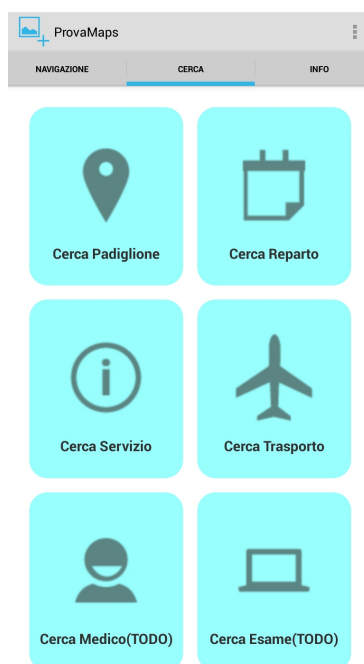 ProvaMaps
NAVIGAZIONE CERCA INFO
Cerca Padiglione Cerca Reparto
Cerca Servizio Cerca Trasporto
Cerca Medico(TODO) Cerca Esame(TODO)